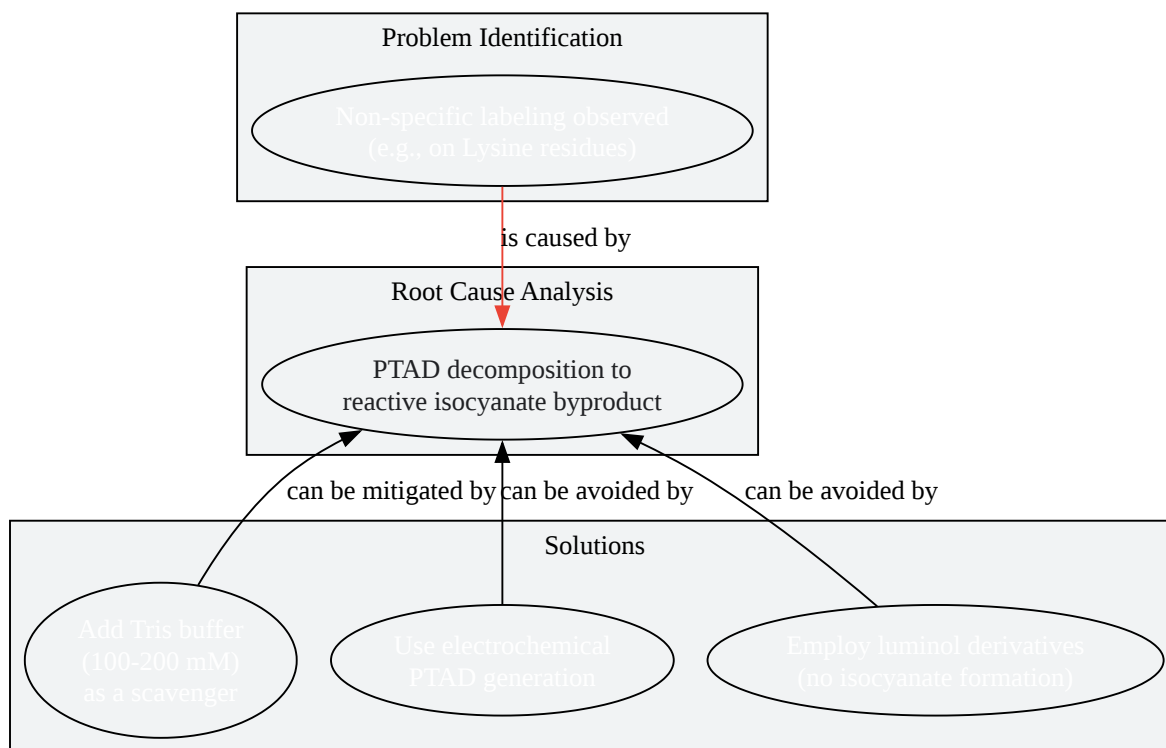 Problem Identification
Non-specific labeling observed
(e.g., on Lysine residues)
is caused by
Root Cause Analysis
PTAD decomposition to
reactive isocyanate byproduct
can be mitigated by
can be avoided by
can be avoided by
Solutions
Add Tris buffer
(100-200 mM)
as a scavenger
Use electrochemical
PTAD generation
Employ luminol derivatives
(no isocyanate formation)